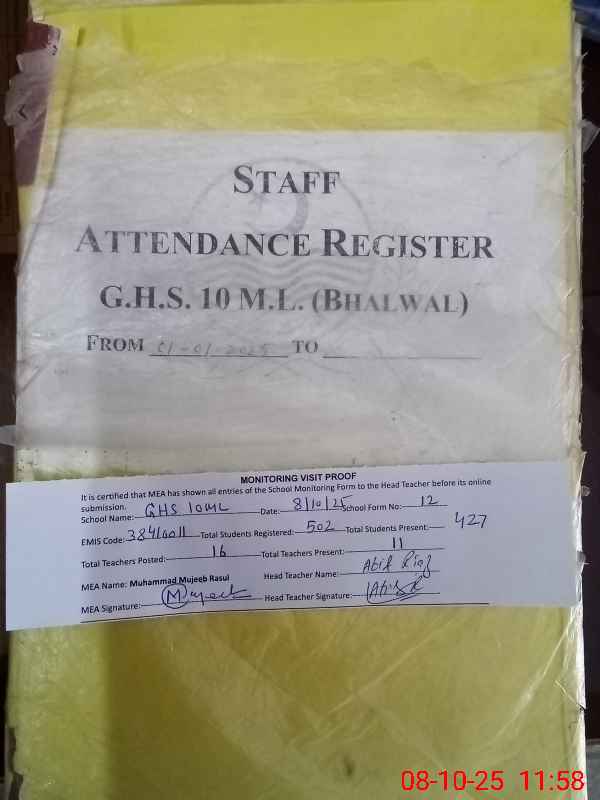 STAFF
ATTENDANCE REGISTER
G.H.S. 10 M.L. (BHALWAL)
FROM 01-01-2025 TO
MONITORING VISIT PROOF
It is certified that MEA has shown all entries of the School Monitoring Form to the Head Teacher before its online
submission.
School Name: GHS 10ML Date: 8/10/25 School Form No: 12
EMIS Code: 38410011 Total Students Registered: 502 Total Students Present: 427
Total Teachers Posted: 16 Total Teachers Present: 11
MEA Name: Muhammad Mujeeb Rasul Head Teacher Name: Abid Riaz
MEA Signature: Mujeeb Head Teacher Signature:
08-10-25 11:58